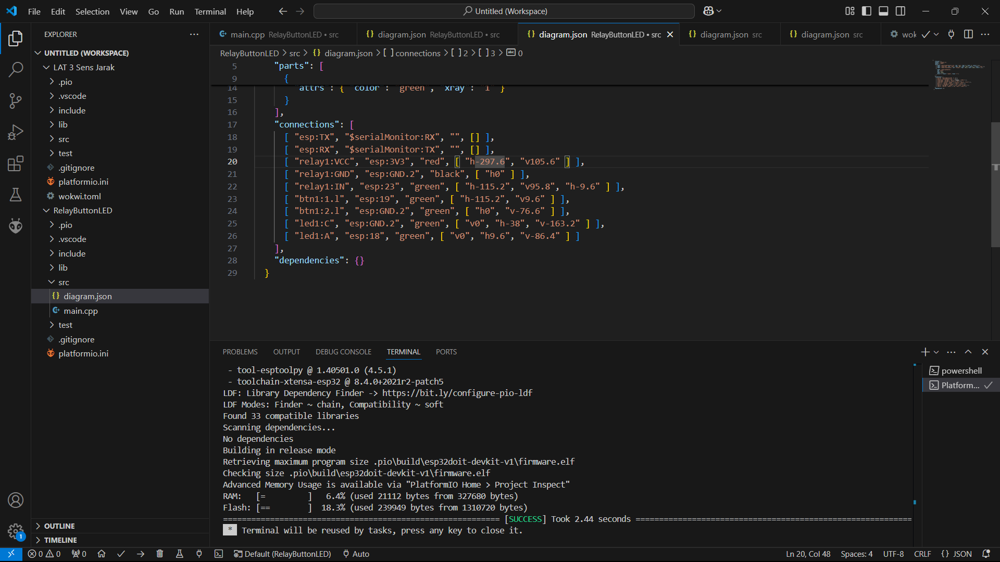 File Edit Selection View Go Run Terminal Help
Untitled (Workspace)
EXPLORER
UNTITLED (WORKSPACE)
LAT 3 Sens Jarak
.pio
.vscode
include
lib
src
test
.gitignore
platformio.ini
wokwi.toml
RelayButtonLED
.pio
.vscode
include
lib
src
diagram.json
main.cpp
test
.gitignore
platformio.ini
OUTLINE
TIMELINE
main.cpp RelayButtonLED • src
diagram.json RelayButtonLED • src
diagram.json RelayButtonLED • src
diagram.json src
diagram.json src
wok
RelayButtonLED > src > {} diagram.json > [ ] connections > [ ] 2 > [ ] 3 > abc 0
5 "parts": [
9 {
14 "attrs": { "color": "green", "xray": "1" }
15 }
16 ],
17 "connections": [
18 [ "esp:TX", "$serialMonitor:RX", "", [] ],
19 [ "esp:RX", "$serialMonitor:TX", "", [] ],
20 [ "relay1:VCC", "esp:3V3", "red", [ "h-297.6", "v105.6" ] ],
21 [ "relay1:GND", "esp:GND.2", "black", [ "h0" ] ],
22 [ "relay1:IN", "esp:23", "green", [ "h-115.2", "v95.8", "h-9.6" ] ],
23 [ "btn1:1.l", "esp:19", "green", [ "h-115.2", "v9.6" ] ],
24 [ "btn1:2.l", "esp:GND.2", "green", [ "h0", "v-76.6" ] ],
25 [ "led1:C", "esp:GND.2", "green", [ "v0", "h-38", "v-163.2" ] ],
26 [ "led1:A", "esp:18", "green", [ "v0", "h9.6", "v-86.4" ] ]
27 ],
28 "dependencies": {}
29 }
PROBLEMS OUTPUT DEBUG CONSOLE TERMINAL PORTS
- tool-esptoolpy @ 1.40501.0 (4.5.1)
- toolchain-xtensa-esp32 @ 8.4.0+2021r2-patch5
LDF: Library Dependency Finder -> https://bit.ly/configure-pio-ldf
LDF Modes: Finder ~ chain, Compatibility ~ soft
Found 33 compatible libraries
Scanning dependencies...
No dependencies
Building in release mode
Retrieving maximum program size .pio\build\esp32doit-devkit-v1\firmware.elf
Checking size .pio\build\esp32doit-devkit-v1\firmware.elf
Advanced Memory Usage is available via "PlatformIO Home > Project Inspect"
RAM: [= ] 6.4% (used 21112 bytes from 327680 bytes)
Flash: [== ] 18.3% (used 239949 bytes from 1310720 bytes)
=========================================================== [SUCCESS] Took 2.44 seconds ===========================================================
* Terminal will be reused by tasks, press any key to close it.
powershell
Platform...
1
0 0 0 Default (RelayButtonLED) Auto
Ln 20, Col 48 Spaces: 4 UTF-8 CRLF {} JSON